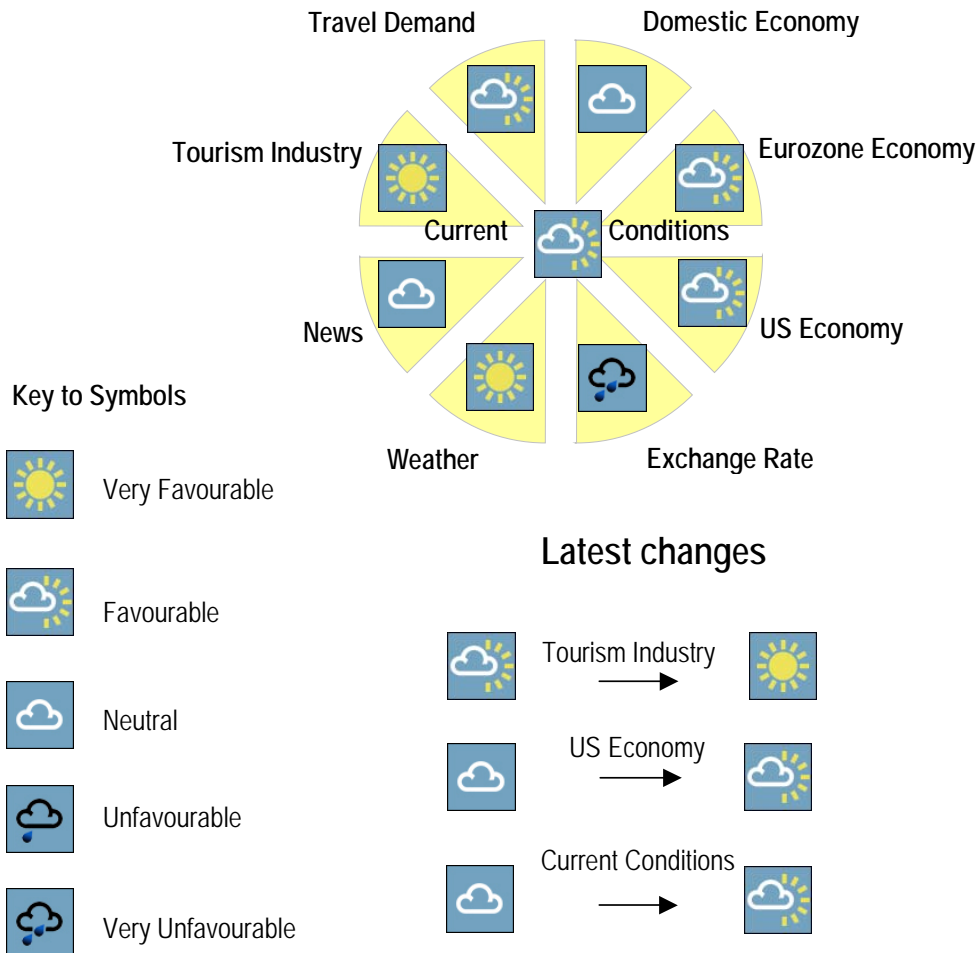 Travel Demand
Domestic Economy
Tourism Industry
Eurozone Economy
Current
Conditions
News
US Economy
Key to Symbols
Weather
Exchange Rate
Very Favourable
Latest changes
Favourable
Tourism Industry
Neutral
US Economy
Unfavourable
Current Conditions
Very Unfavourable